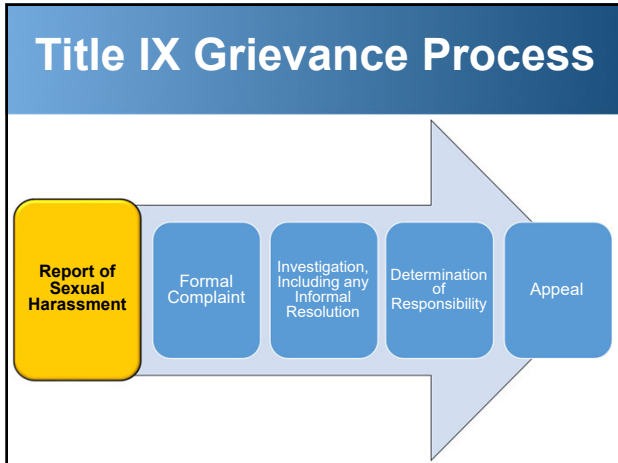 Title IX Grievance Process
Report of
Sexual
Harassment
Formal
Complaint
Investigation,
Including any
Informal
Resolution
Determination
of
Responsibility
Appeal